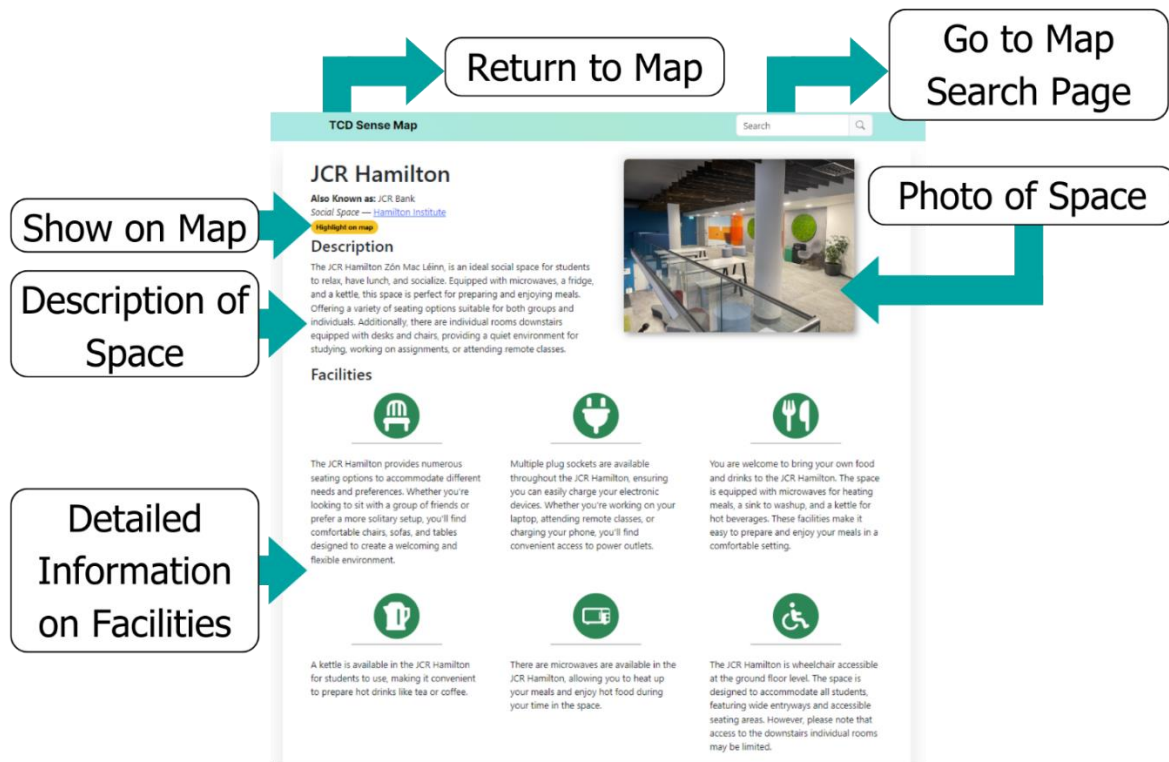 Return to Map
Go to Map
Search Page
TCD Sense Map
Search
JCR Hamilton
Also Known as: JCR Bank
Social Space — Hamilton Institute
Highlight on map
Show on Map
Photo of Space
Description
The JCR Hamilton Zón Mac Léinn, is an ideal social space for students
to relax, have lunch, and socialize. Equipped with microwaves, a fridge,
and a kettle, this space is perfect for preparing and enjoying meals.
Offering a variety of seating options suitable for both groups and
individuals. Additionally, there are individual rooms downstairs
equipped with desks and chairs, providing a quiet environment for
studying, working on assignments, or attending remote classes.
Description of
Space
Facilities
The JCR Hamilton provides numerous
seating options to accommodate different
needs and preferences. Whether you're
looking to sit with a group of friends or
prefer a more solitary setup, you'll find
comfortable chairs, sofas, and tables
designed to create a welcoming and
flexible environment.
Multiple plug sockets are available
throughout the JCR Hamilton, ensuring
you can easily charge your electronic
devices. Whether you're working on your
laptop, attending remote classes, or
charging your phone, you'll find
convenient access to power outlets.
You are welcome to bring your own food
and drinks to the JCR Hamilton. The space
is equipped with microwaves for heating
meals, a sink to washup, and a kettle for
hot beverages. These facilities make it
easy to prepare and enjoy your meals in a
comfortable setting.
Detailed
Information
on Facilities
A kettle is available in the JCR Hamilton
for students to use, making it convenient
to prepare hot drinks like tea or coffee.
There are microwaves are available in the
JCR Hamilton, allowing you to heat up
your meals and enjoy hot food during
your time in the space.
The JCR Hamilton is wheelchair accessible
at the ground floor level. The space is
designed to accommodate all students,
featuring wide entryways and accessible
seating areas. However, please note that
access to the downstairs individual rooms
may be limited.